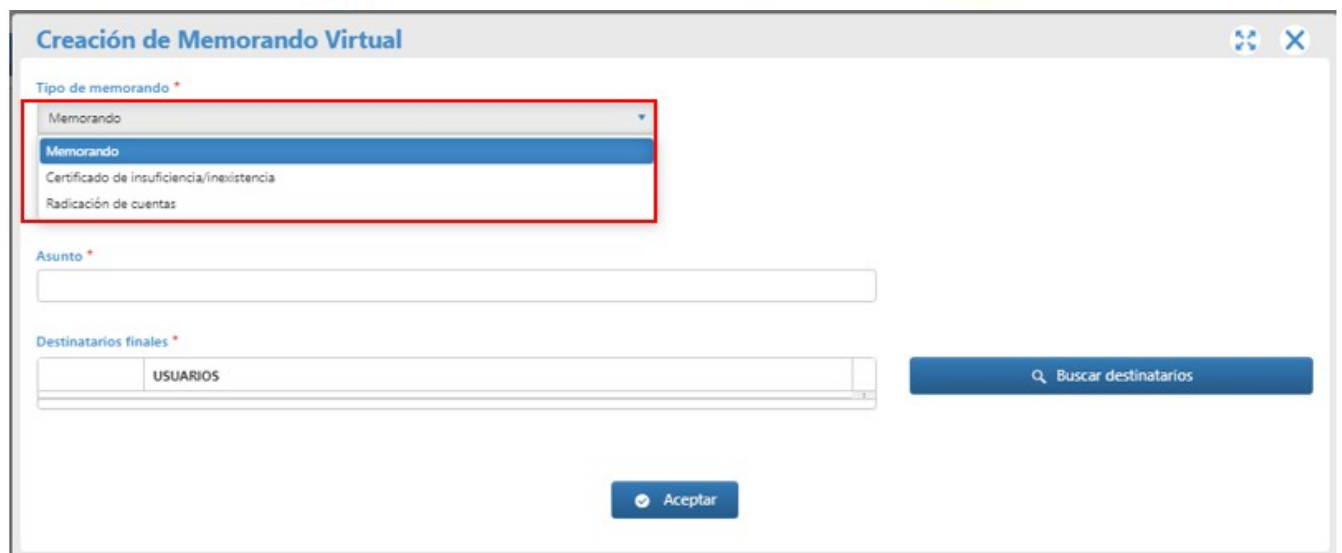 Creación de Memorando Virtual
Tipo de memorando *
Memorando
Memorando
Certificado de insuficiencia/inexistencia
Radicación de cuentas
Asunto *
Destinatarios finales *
USUARIOS
Buscar destinatarios
Aceptar